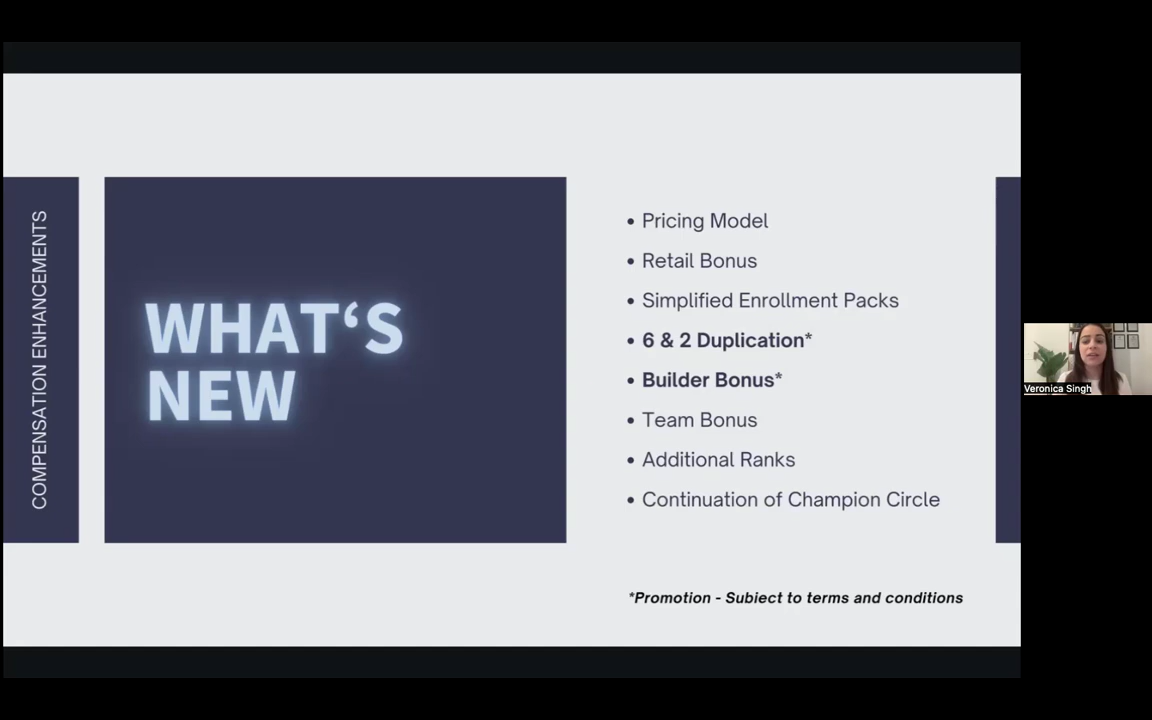 COMPENSATION ENHANCEMENTS
WHAT‘S
NEW
• Pricing Model
• Retail Bonus
• Simplified Enrollment Packs
• 6 & 2 Duplication*
• Builder Bonus*
• Team Bonus
• Additional Ranks
• Continuation of Champion Circle
*Promotion - Subject to terms and conditions
Veronica Singh